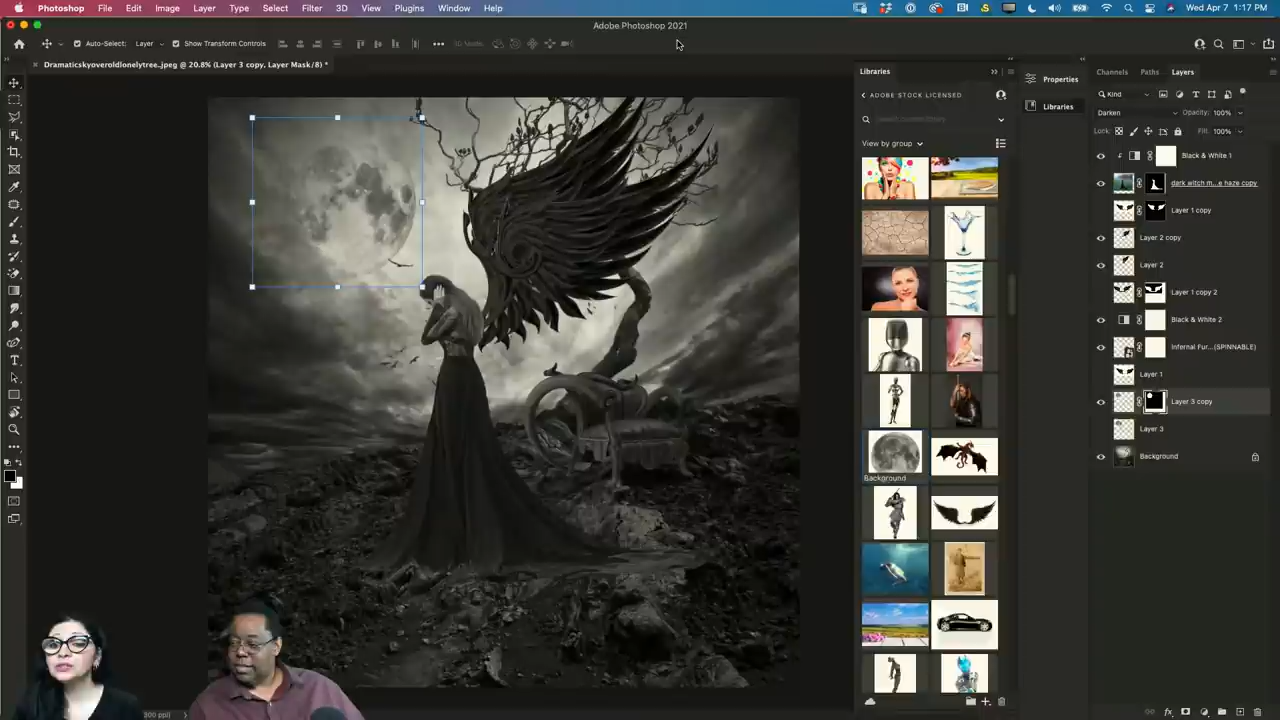 Photoshop File Edit Image Layer Type Select Filter 3D View Plugins Window Help
Wed Apr 7 1:17 PM
Adobe Photoshop 2021
Auto-Select: Layer Show Transform Controls 3D Mode:
Dramaticskyoveroldlonelytree.jpeg @ 20.8% (Layer 3 copy, Layer Mask/8) *
Libraries
ADOBE STOCK LICENSED
View by group
Background
Properties
Libraries
Channels Paths Layers
Kind
Darken Opacity: 100%
Lock: Fill: 100%
Black & White 1
dark witch m...e haze copy
Layer 1 copy
Layer 2 copy
Layer 2
Layer 1 copy 2
Black & White 2
Infernal Fur...(SPINNABLE)
Layer 1
Layer 3 copy
Layer 3
Background